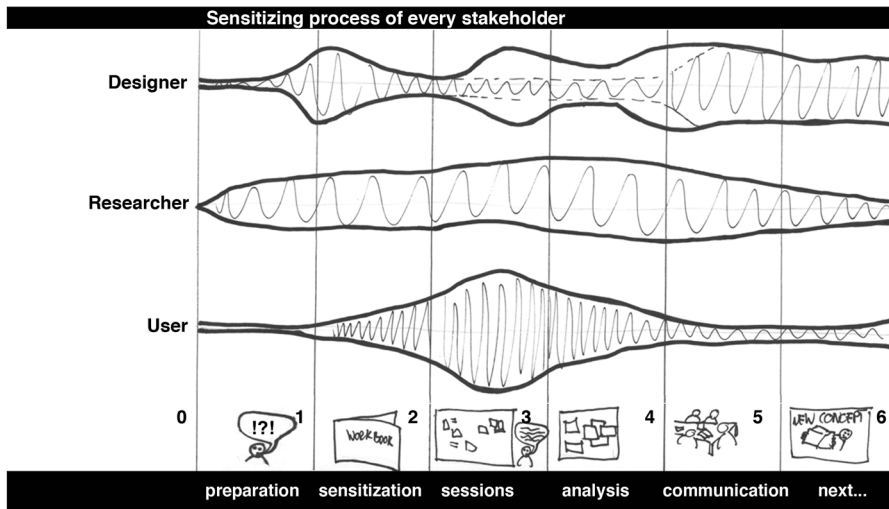 Sensitizing process of every stakeholder
Designer
Researcher
User
0 1 2 3 4 5 6
!?!
WORKBOOK
NEW CONCEPT
preparation sensitization sessions analysis communication next...